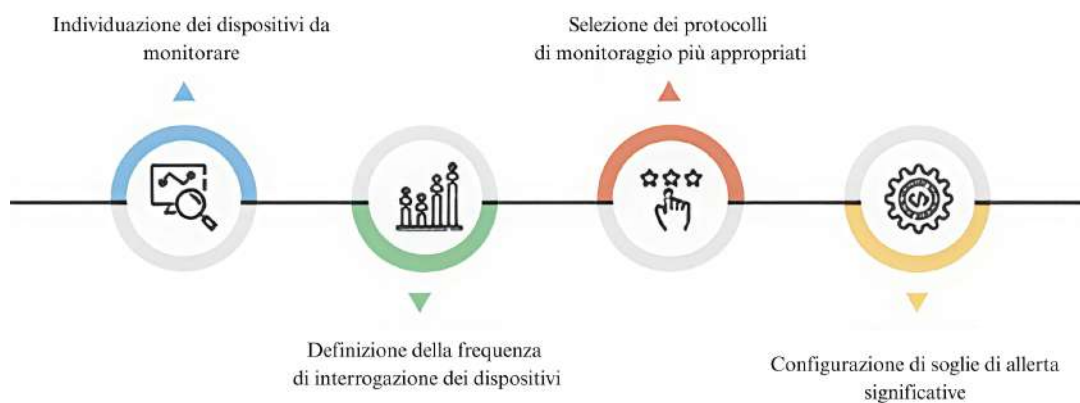 Individuazione dei dispositivi da
monitorare
Definizione della frequenza
di interrogazione dei dispositivi
Selezione dei protocolli
di monitoraggio più appropriati
Configurazione di soglie di allerta
significative